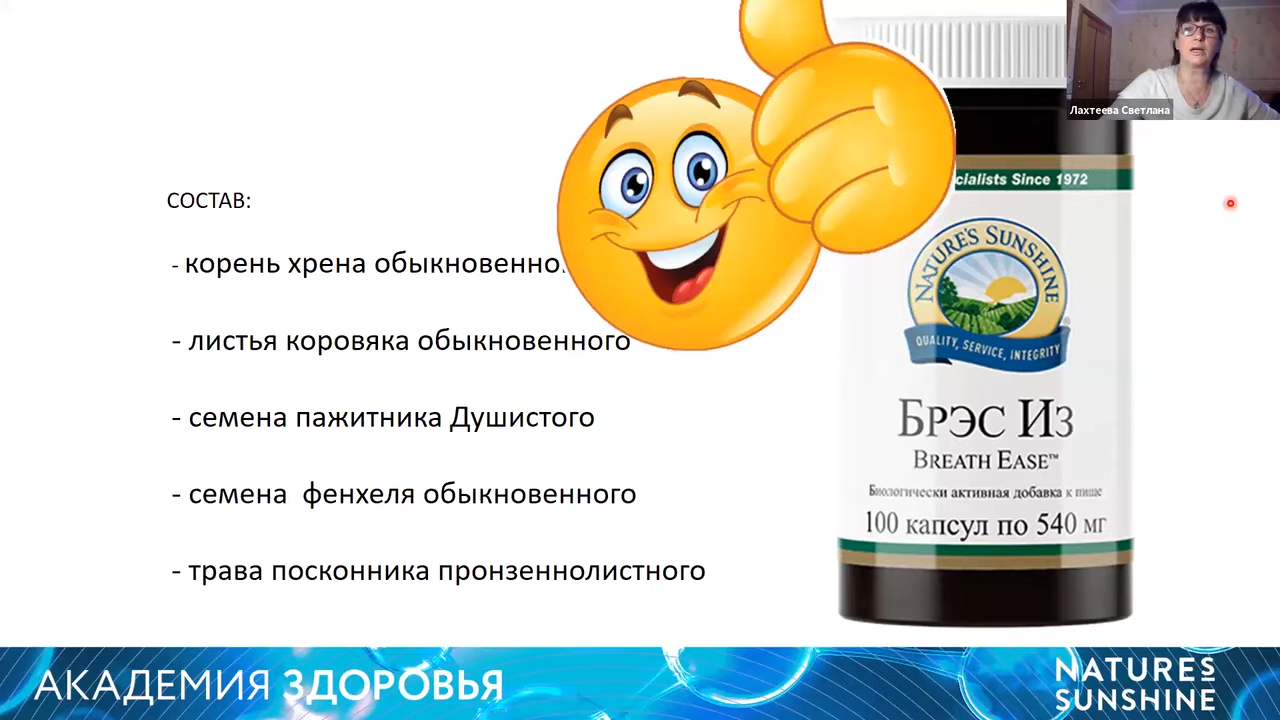 Лахтеева Светлана
cialists Since 1972
NATURE'S SUNSHINE
QUALITY, SERVICE, INTEGRITY
СОСТАВ:
- корень хрена обыкновенно
- листья коровяка обыкновенного
- семена пажитника Душистого
- семена фенхеля обыкновенного
- трава посконника пронзеннолистного
БРЭС ИЗ
BREATH EASE™
Биологически активная добавка к пище
100 капсул по 540 мг
АКАДЕМИЯ ЗДОРОВЬЯ
NATURE'S
SUNSHINE